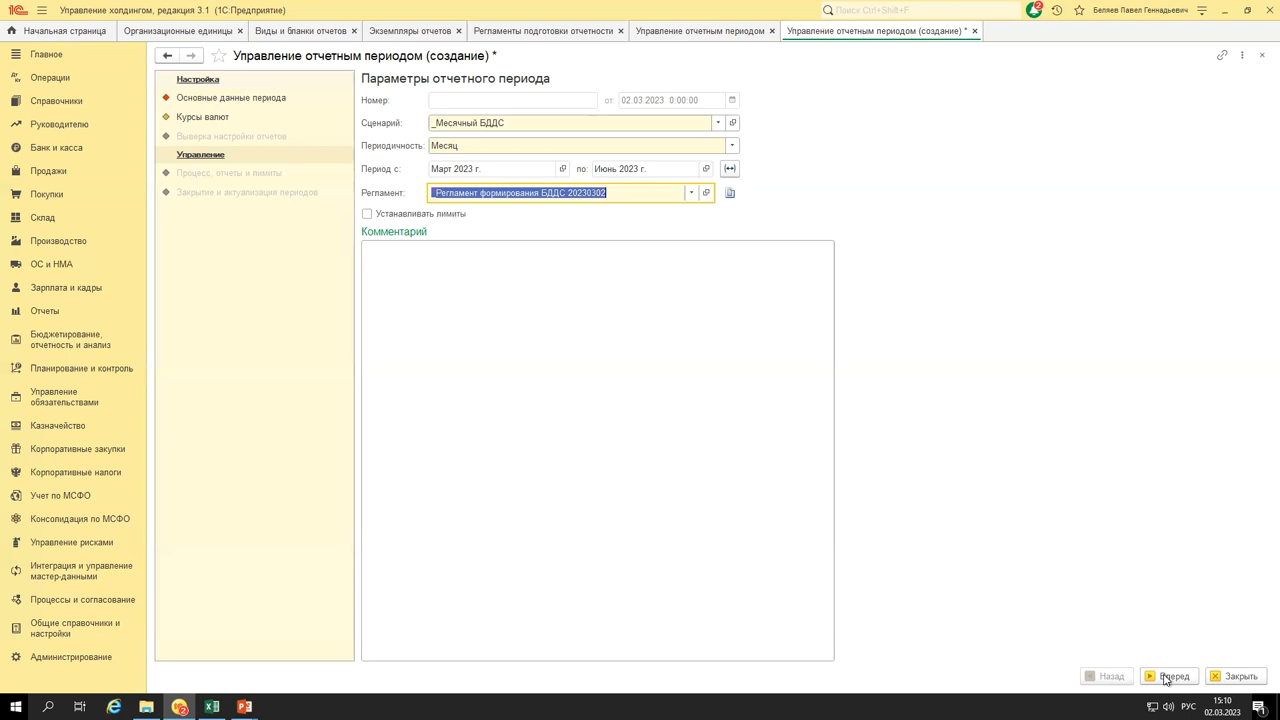 Управление холдингом, редакция 3.1 (1С:Предприятие)
Поиск Ctrl+Shift+F
2
Беляев Павел Геннадьевич
Начальная страница
Организационные единицы
Виды и бланки отчетов
Экземпляры отчетов
Регламенты подготовки отчетности
Управление отчетным периодом
Управление отчетным периодом (создание) *
Главное
Операции
Справочники
Руководителю
Банк и касса
Продажи
Покупки
Склад
Производство
ОС и НМА
Зарплата и кадры
Отчеты
Бюджетирование,
отчетность и анализ
Планирование и контроль
Управление
обязательствами
Казначейство
Корпоративные закупки
Корпоративные налоги
Учет по МСФО
Консолидация по МСФО
Управление рисками
Интеграция и управление
мастер-данными
Процессы и согласование
Общие справочники и
настройки
Администрирование
Управление отчетным периодом (создание) *
Настройка
Основные данные периода
Курсы валют
Выверка настройки отчетов
Управление
Процесс, отчеты и лимиты
Закрытие и актуализация периодов
Параметры отчетного периода
Номер:
от: 02.03.2023 0:00:00
Сценарий: _Месячный БДДС
Периодичность: Месяц
Период с: Март 2023 г. по: Июнь 2023 г.
Регламент: _Регламент формирования БДДС 20230302
Устанавливать лимиты
Комментарий
Назад
Вперед
Закрыть
РУС
15:10
02.03.2023
1